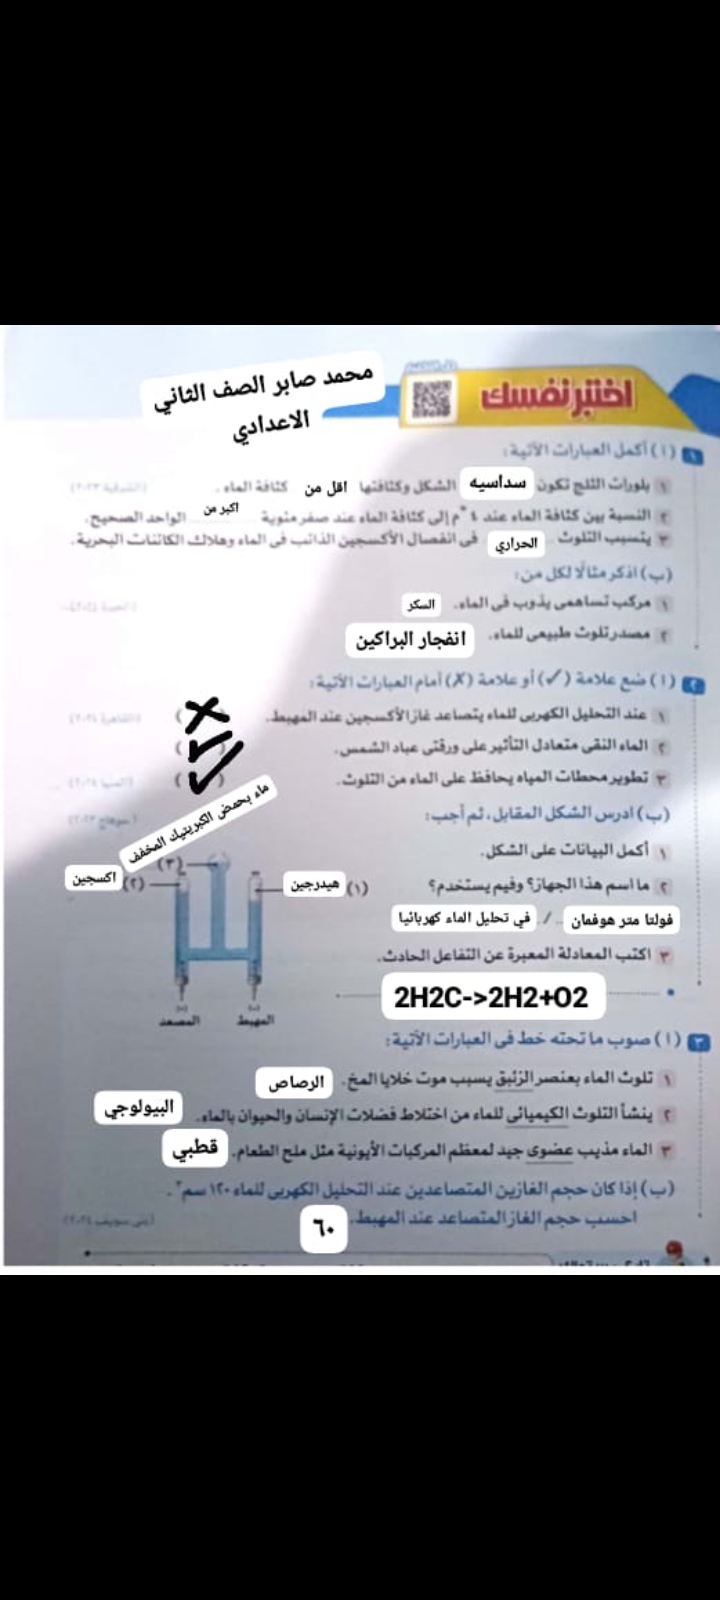 محمد صابر الصف الثاني
الاعدادي
اختبر نفسك
١ (أ) أكمل العبارات الآتية:
١ بلورات الثلج تكون سداسيه الشكل وكثافتها اقل من كثافة الماء. (الشرقية ٢٠٢٣)
٢ النسبة بين كثافة الماء عند ٤ °م إلى كثافة الماء عند صفر مئوية اكبر من الواحد الصحيح.
٣ يتسبب التلوث الحراري فى انفصال الأكسجين الذائب فى الماء وهلاك الكائنات البحرية.
(ب) اذكر مثالًا لكل من:
١ مركب تساهمى يذوب فى الماء. السكر
٢ مصدر تلوث طبيعى للماء. انفجار البراكين
٢ (أ) ضع علامة (✓) أو علامة (✗) أمام العبارات الآتية:
١ عند التحليل الكهربى للماء يتصاعد غاز الأكسجين عند المهبط. (✗) (القاهرة ٢٠٢٤)
٢ الماء النقى متعادل التأثير على ورقتى عباد الشمس. (✓)
٣ تطوير محطات المياه يحافظ على الماء من التلوث. (✓) (المنيا ٢٠٢٤)
(ب) ادرس الشكل المقابل، ثم أجب: (سوهاج ٢٠٢٣)
ماء بحمض الكبريتيك المخفف
(٣)
١ أكمل البيانات على الشكل.
(١) هيدرجين
(٢) اكسجين
٢ ما اسم هذا الجهاز؟ وفيم يستخدم؟
فولتا متر هوفمان / في تحليل الماء كهربائيا
٣ اكتب المعادلة المعبرة عن التفاعل الحادث.
2H2C->2H2+O2
المهبط
المصعد
٣ (أ) صوب ما تحته خط فى العبارات الآتية:
١ تلوث الماء بعنصر الزئبق يسبب موت خلايا المخ. الرصاص
٢ ينشأ التلوث الكيميائى للماء من اختلاط فضلات الإنسان والحيوان بالماء. البيولوجي
٣ الماء مذيب عضوى جيد لمعظم المركبات الأيونية مثل ملح الطعام. قطبي
(ب) إذا كان حجم الغازين المتصاعدين عند التحليل الكهربى للماء ١٢٠ سم٣،
احسب حجم الغاز المتصاعد عند المهبط. (بنى سويف ٢٠٢٤)
٦٠